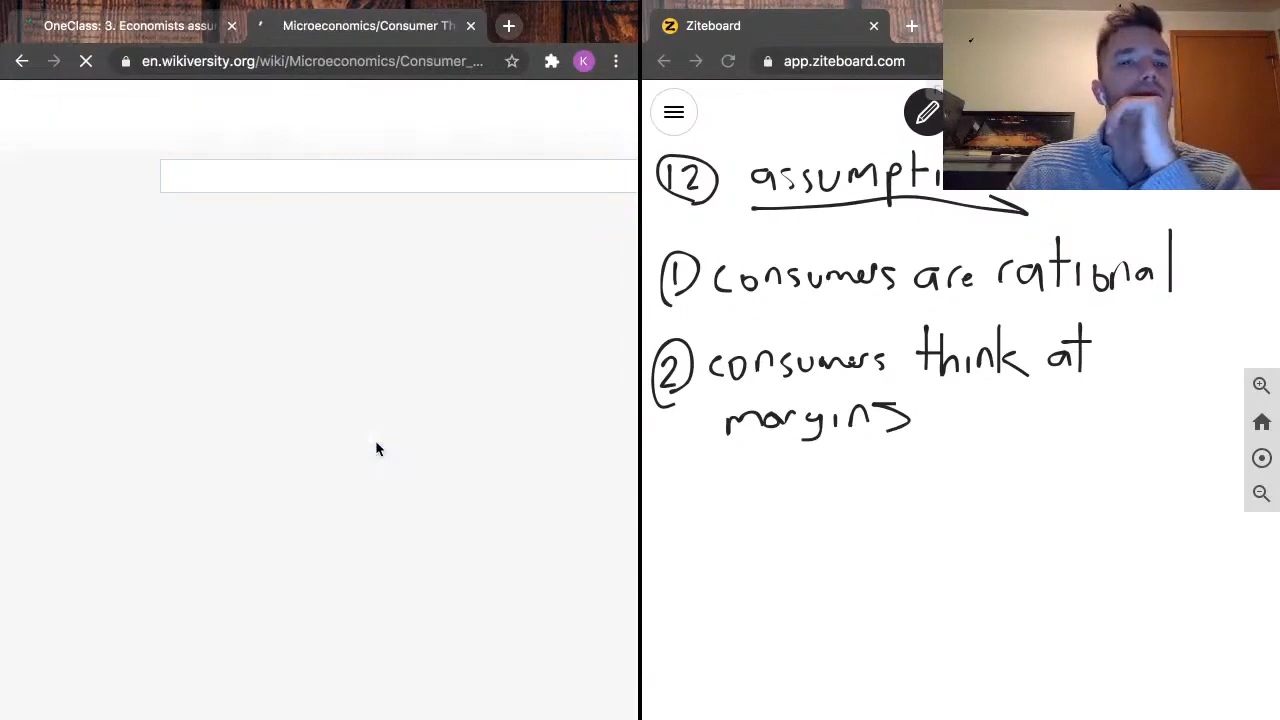 OneClass: 3. Economists assu
Microeconomics/Consumer Th
Ziteboard
en.wikiversity.org/wiki/Microeconomics/Consumer_...
K
app.ziteboard.com
12 assumpti
1 consumers are rational
2 consumers think at
margins